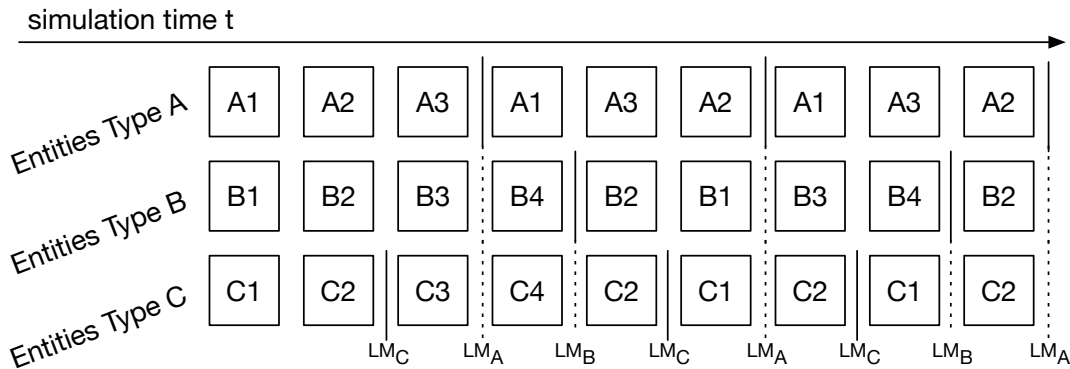 simulation time t
Entities Type A A1 A2 A3 A1 A3 A2 A1 A3 A2
Entities Type B B1 B2 B3 B4 B2 B1 B3 B4 B2
Entities Type C C1 C2 C3 C4 C2 C1 C2 C1 C2
LMC LMA LMB LMC LMA LMC LMB LMA